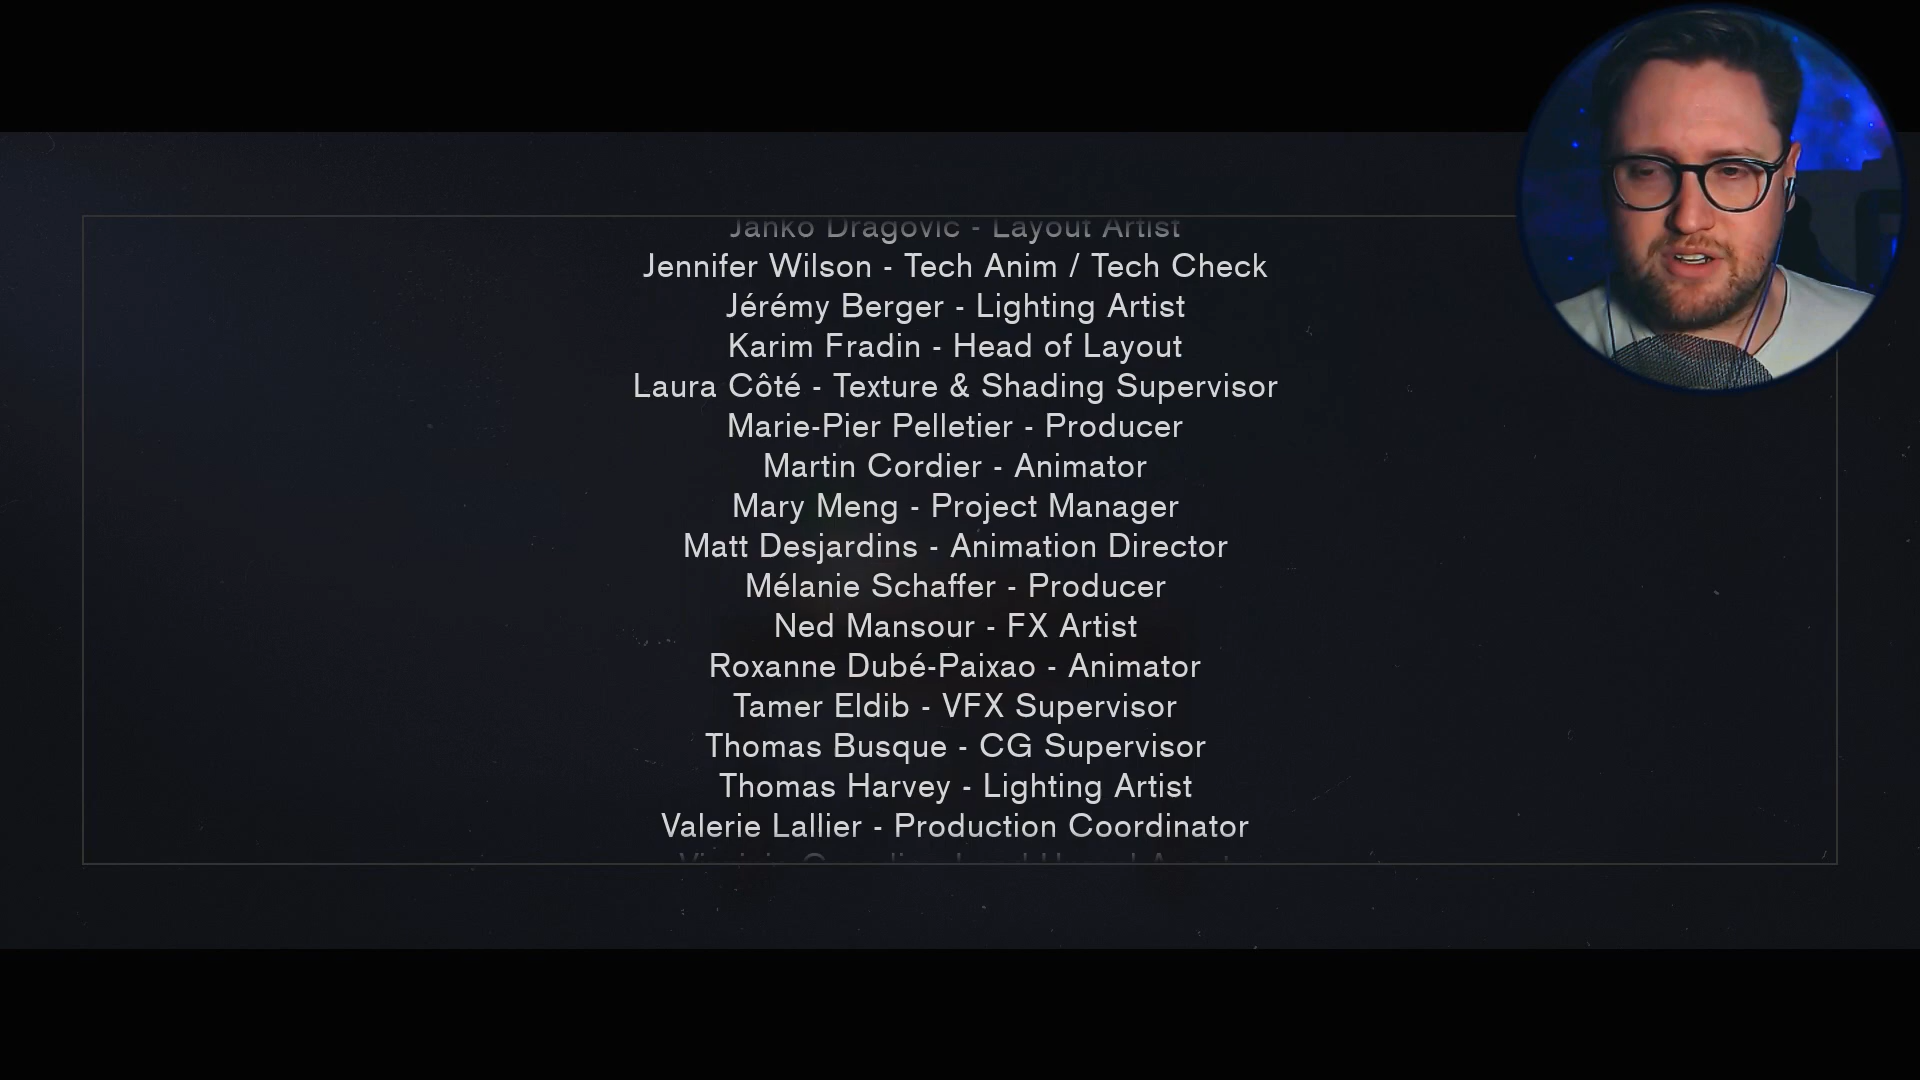 Janko Dragovic - Layout Artist
Jennifer Wilson - Tech Anim / Tech Check
Jérémy Berger - Lighting Artist
Karim Fradin - Head of Layout
Laura Côté - Texture & Shading Supervisor
Marie-Pier Pelletier - Producer
Martin Cordier - Animator
Mary Meng - Project Manager
Matt Desjardins - Animation Director
Mélanie Schaffer - Producer
Ned Mansour - FX Artist
Roxanne Dubé-Paixao - Animator
Tamer Eldib - VFX Supervisor
Thomas Busque - CG Supervisor
Thomas Harvey - Lighting Artist
Valerie Lallier - Production Coordinator